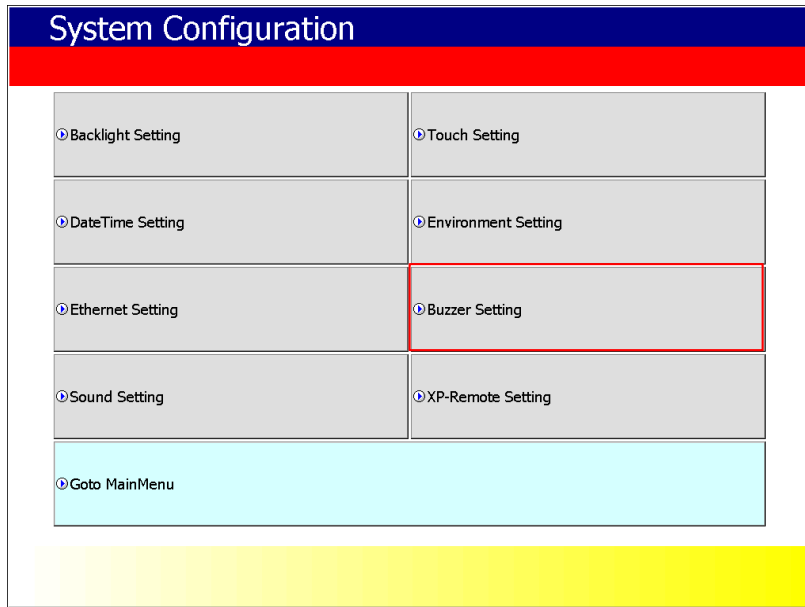 System Configuration
Backlight Setting
Touch Setting
DateTime Setting
Environment Setting
Ethernet Setting
Buzzer Setting
Sound Setting
XP-Remote Setting
Goto MainMenu